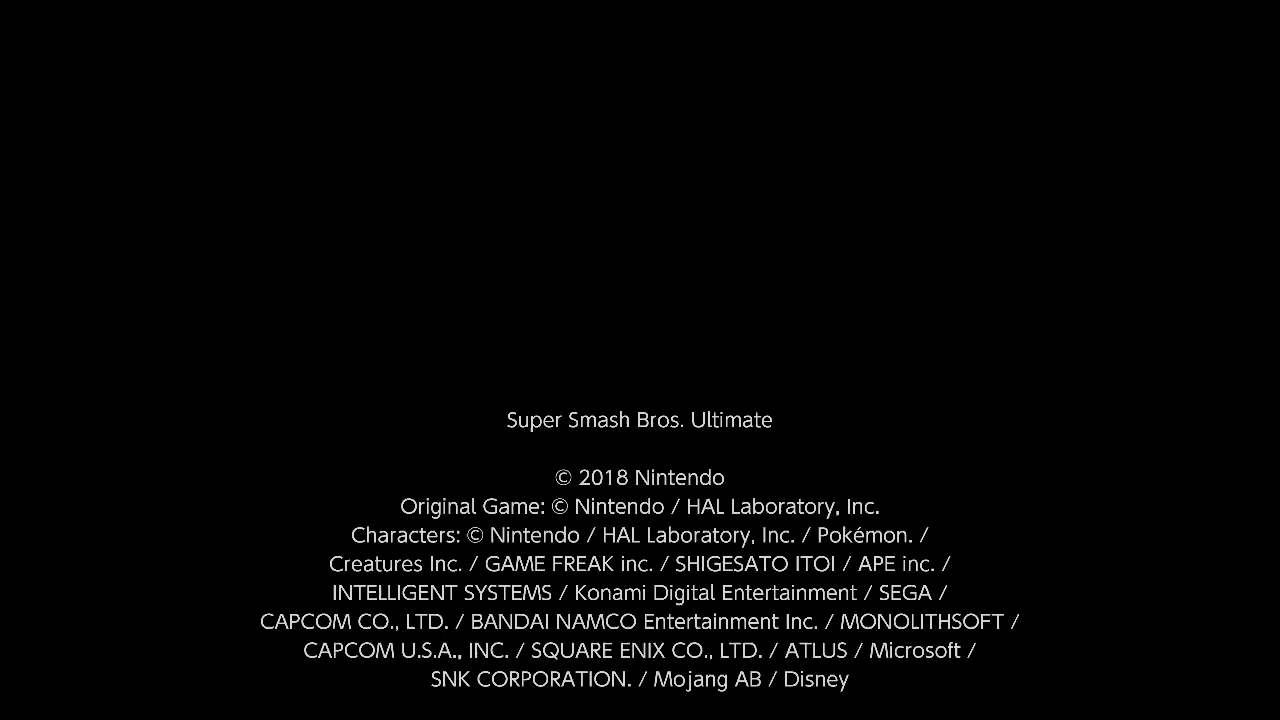 Super Smash Bros. Ultimate
© 2018 Nintendo
Original Game: © Nintendo / HAL Laboratory, Inc.
Characters: © Nintendo / HAL Laboratory, Inc. / Pokémon. /
Creatures Inc. / GAME FREAK inc. / SHIGESATO ITOI / APE inc. /
INTELLIGENT SYSTEMS / Konami Digital Entertainment / SEGA /
CAPCOM CO., LTD. / BANDAI NAMCO Entertainment Inc. / MONOLITHSOFT /
CAPCOM U.S.A., INC. / SQUARE ENIX CO., LTD. / ATLUS / Microsoft /
SNK CORPORATION. / Mojang AB / Disney